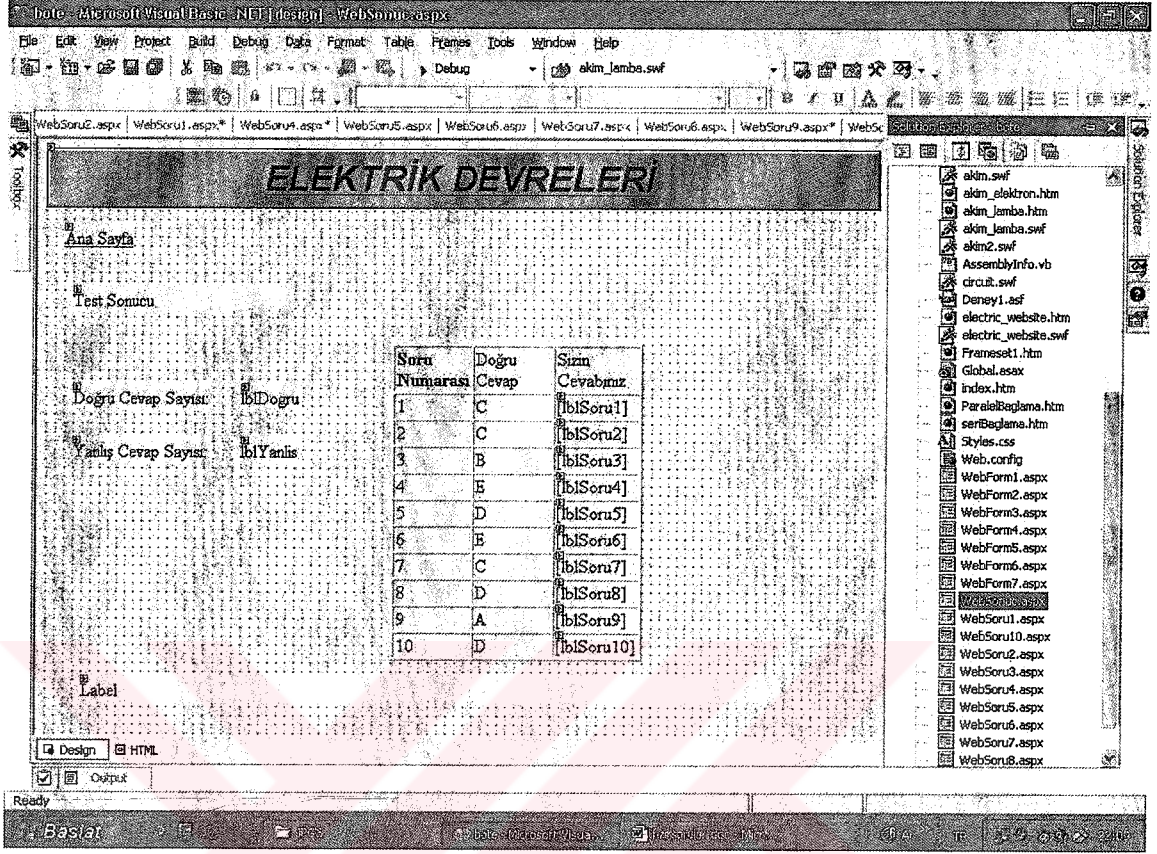 bote - Microsoft Visual Basic .NET [design] - WebSonuc.aspx
File Edit View Project Build Debug Data Format Table Frames Tools Window Help
Debug akim_lamba.swf
WebSoru2.aspx WebSoru1.aspx* WebSoru4.aspx* WebSoru5.aspx WebSoru6.aspx WebSoru7.aspx WebSoru8.aspx WebSoru9.aspx* WebSc
Solution Explorer - bote
Toolbox
Solution Explorer
ELEKTRİK DEVRELERİ
Ana Sayfa
Test Sonucu
Doğru Cevap Sayısı: lblDogru
Yanlış Cevap Sayısı: lblYanlis
Soru Numarası Doğru Cevap Sizin Cevabınız
1 C [lblSoru1]
2 C [lblSoru2]
3 B [lblSoru3]
4 E [lblSoru4]
5 D [lblSoru5]
6 E [lblSoru6]
7 C [lblSoru7]
8 D [lblSoru8]
9 A [lblSoru9]
10 D [lblSoru10]
Label
akim.swf
akim_elektron.htm
akim_lamba.htm
akim_lamba.swf
akim2.swf
AssemblyInfo.vb
circuit.swf
Deney1.asf
electric_website.htm
electric_website.swf
Frameset1.htm
Global.asax
index.htm
ParalelBaglama.htm
seriBaglama.htm
Styles.css
Web.config
WebForm1.aspx
WebForm2.aspx
WebForm3.aspx
WebForm4.aspx
WebForm5.aspx
WebForm6.aspx
WebForm7.aspx
WebSonuc.aspx
WebSoru1.aspx
WebSoru10.aspx
WebSoru2.aspx
WebSoru3.aspx
WebSoru4.aspx
WebSoru5.aspx
WebSoru6.aspx
WebSoru7.aspx
WebSoru8.aspx
Design HTML
Output
Ready
Başlat bote - Microsoft Visua... TR